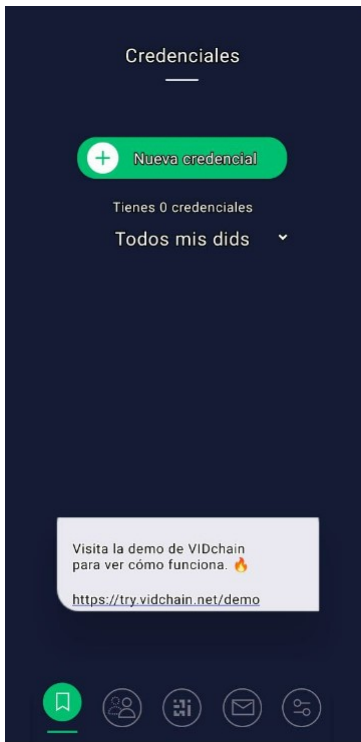 Credenciales
Nueva credencial
Tienes 0 credenciales
Todos mis dids
Visita la demo de VIDchain
para ver cómo funciona. 🔥
https://try.vidchain.net/demo